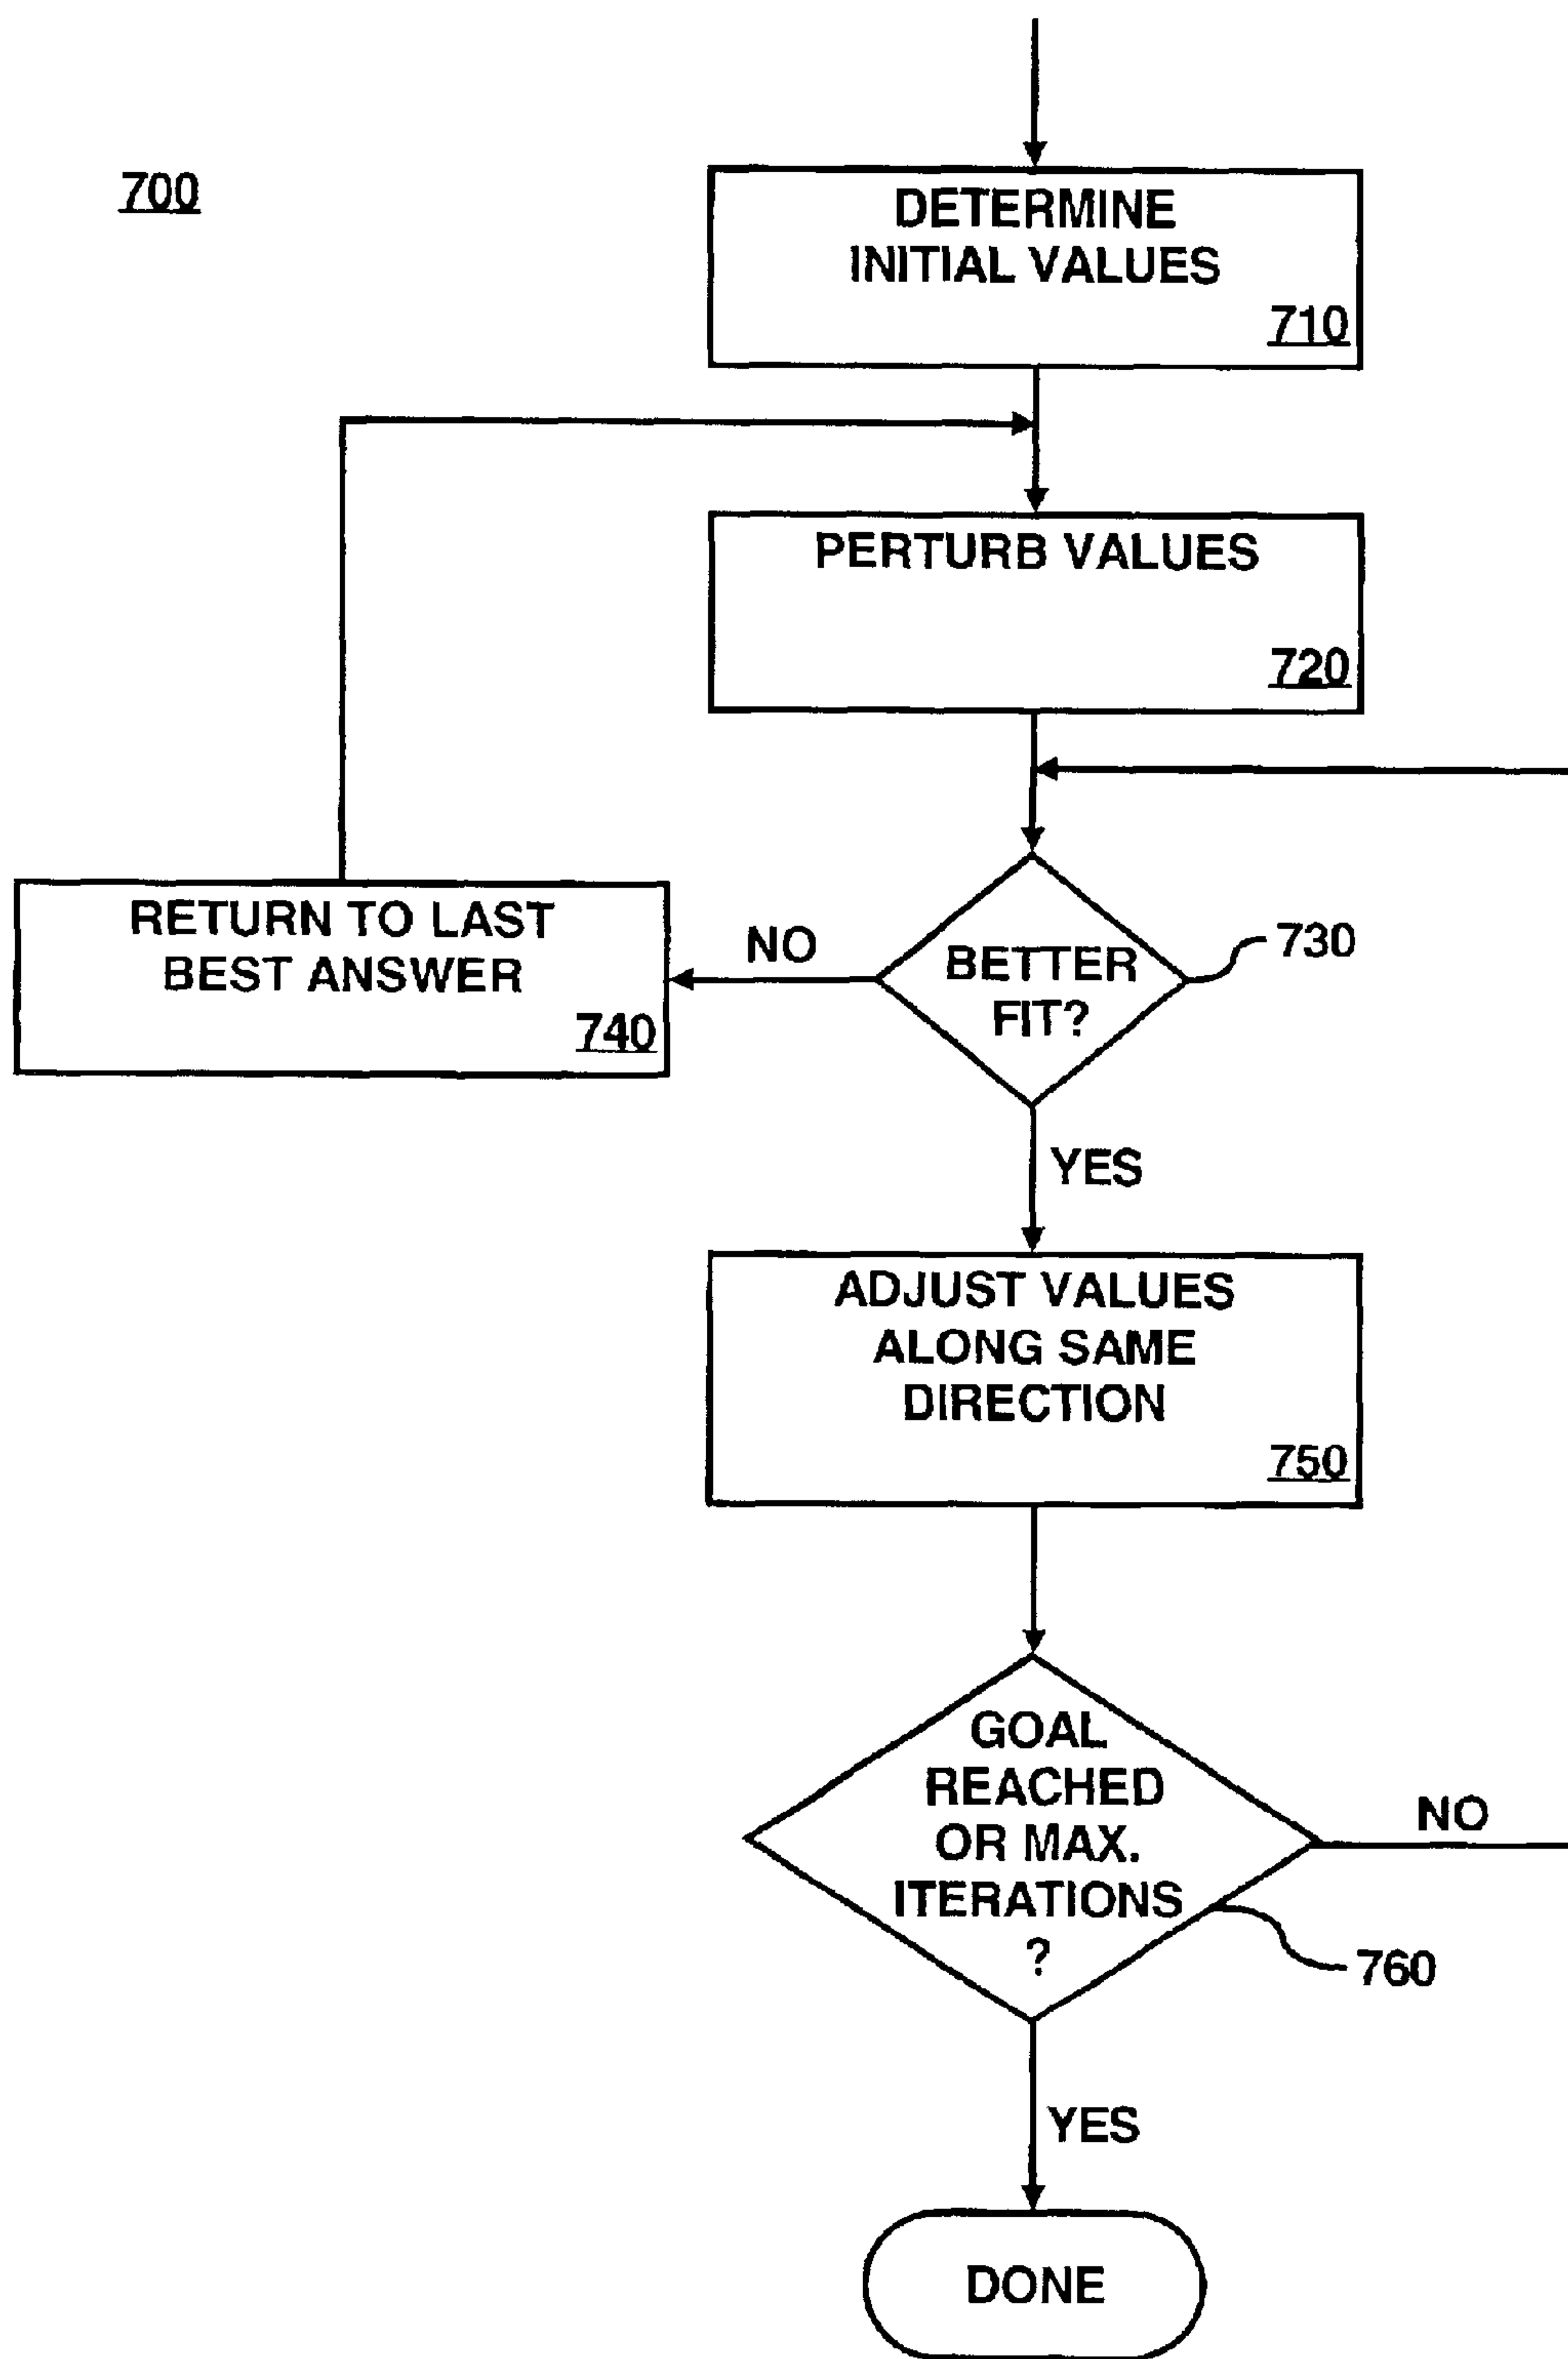 700
DETERMINE
INITIAL VALUES
710
PERTURB VALUES
720
RETURN TO LAST
BEST ANSWER
740
NO
BETTER
FIT?
730
YES
ADJUST VALUES
ALONG SAME
DIRECTION
750
GOAL
REACHED
OR MAX.
ITERATIONS
?
NO
760
YES
DONE